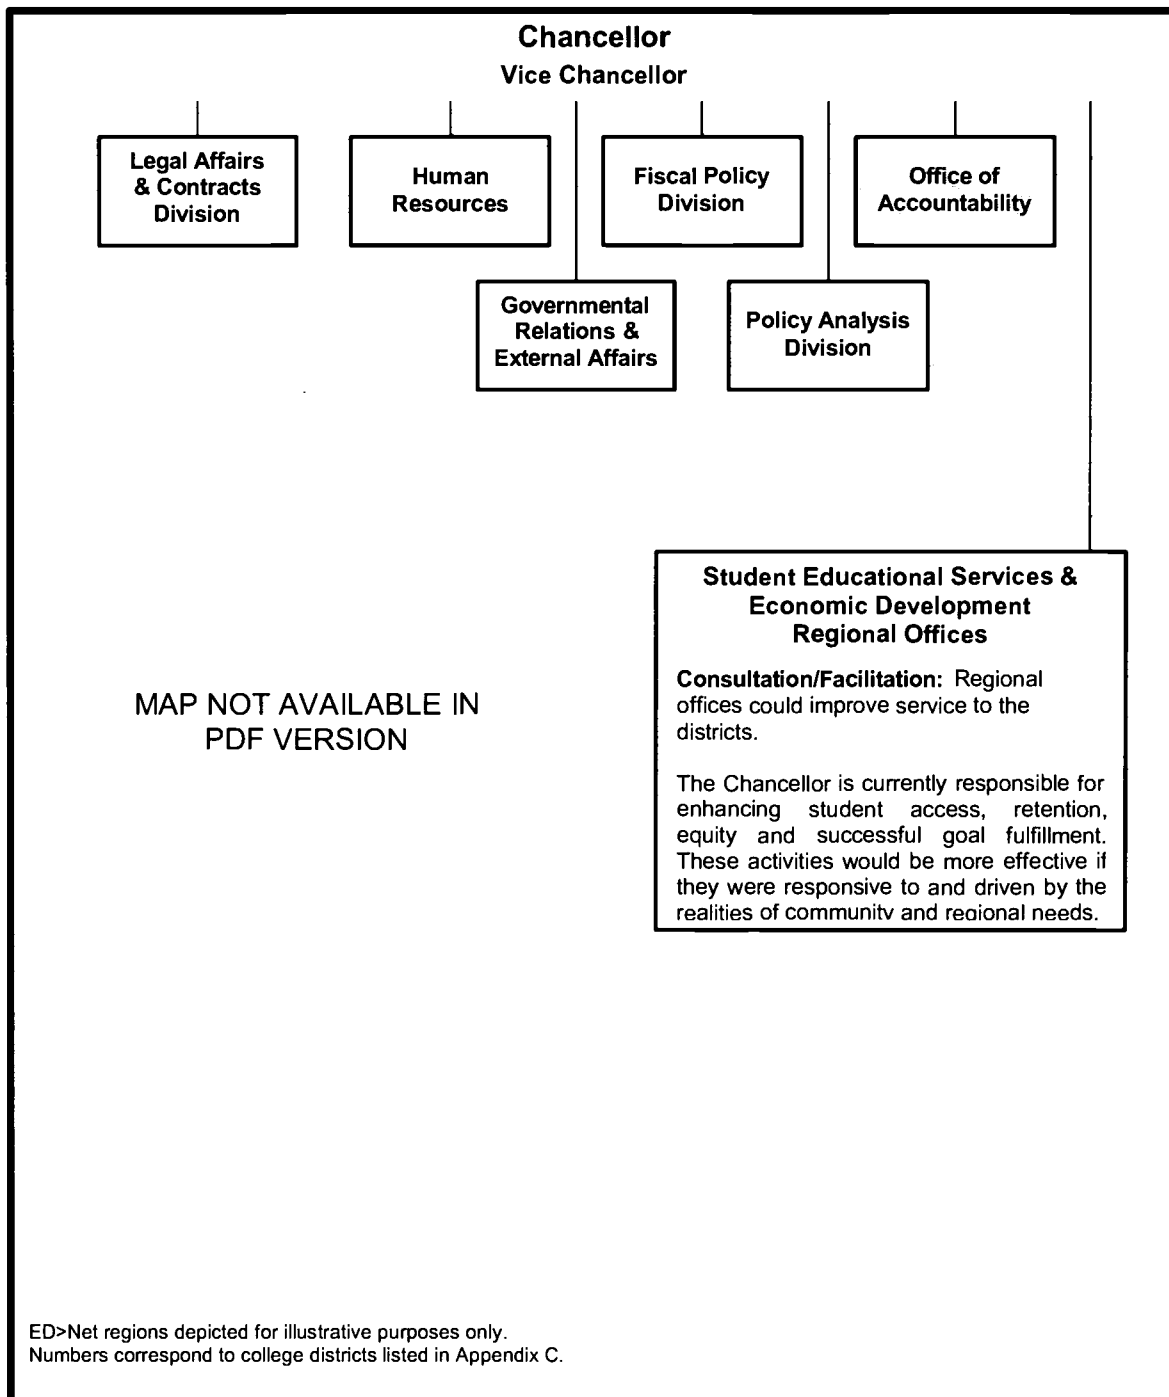 Chancellor
Vice Chancellor
Legal Affairs
& Contracts
Division
Human
Resources
Fiscal Policy
Division
Office of
Accountability
Governmental
Relations &
External Affairs
Policy Analysis
Division
Student Educational Services &
Economic Development
Regional Offices
Consultation/Facilitation: Regional
offices could improve service to the
districts.
The Chancellor is currently responsible for
enhancing student access, retention,
equity and successful goal fulfillment.
These activities would be more effective if
they were responsive to and driven by the
realities of community and regional needs.
MAP NOT AVAILABLE IN
PDF VERSION
ED>Net regions depicted for illustrative purposes only.
Numbers correspond to college districts listed in Appendix C.